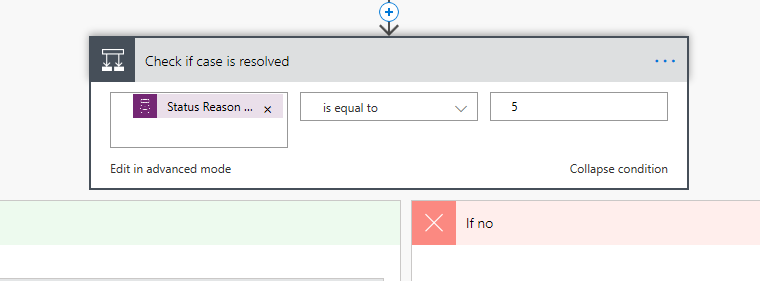 Check if case is resolved
Status Reason ... × is equal to 5
Edit in advanced mode Collapse condition
If no